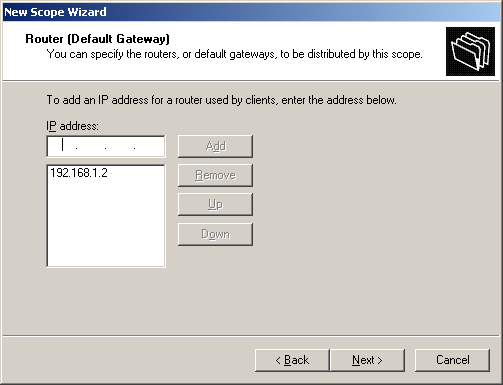 New Scope Wizard
Router (Default Gateway)
You can specify the routers, or default gateways, to be distributed by this scope.
To add an IP address for a router used by clients, enter the address below.
IP address:
. . .
Add
192.168.1.2
Remove
Up
Down
< Back
Next >
Cancel